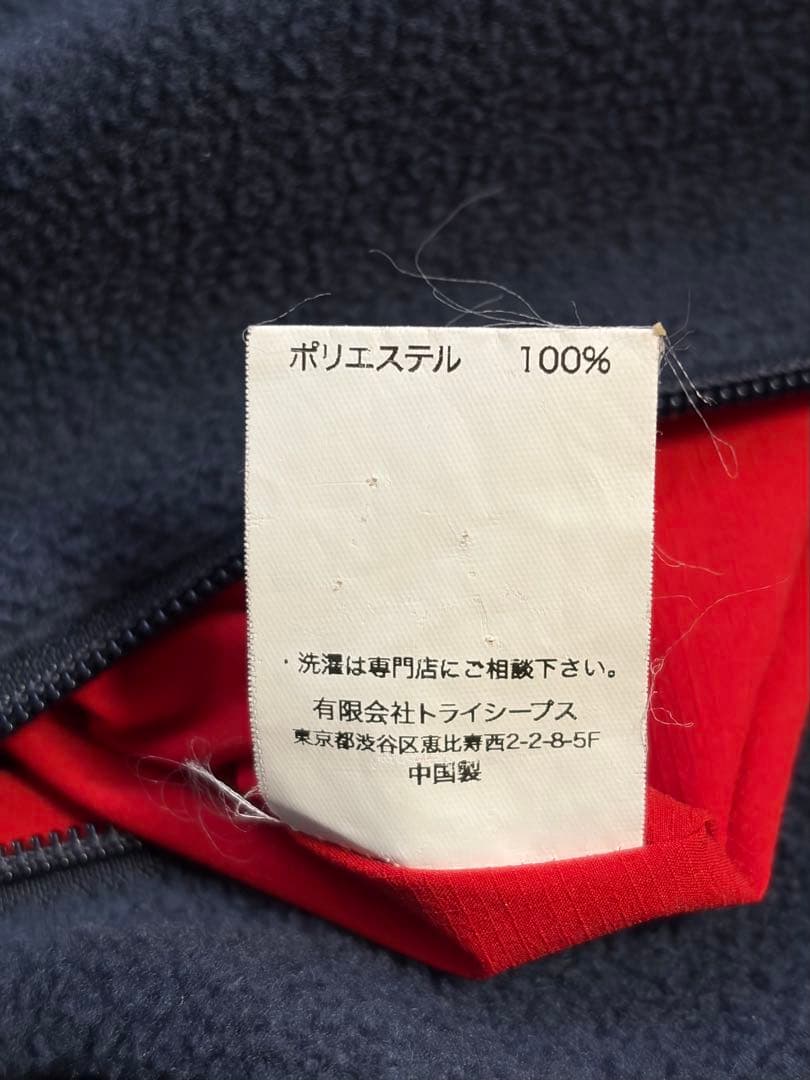 ポリエステル 100%
・洗濯は専門店にご相談下さい。
有限会社トライシープス
東京都渋谷区恵比寿西2-2-8-5F
中国製